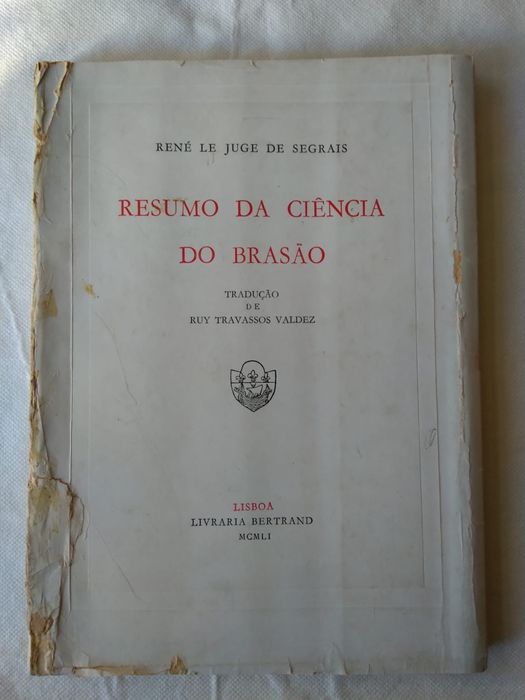 RENÉ LE JUGE DE SEGRAIS
RESUMO DA CIÊNCIA
DO BRASÃO
TRADUÇÃO
DE
RUY TRAVASSOS VALDEZ
LISBOA
LIVRARIA BERTRAND
MCMLI